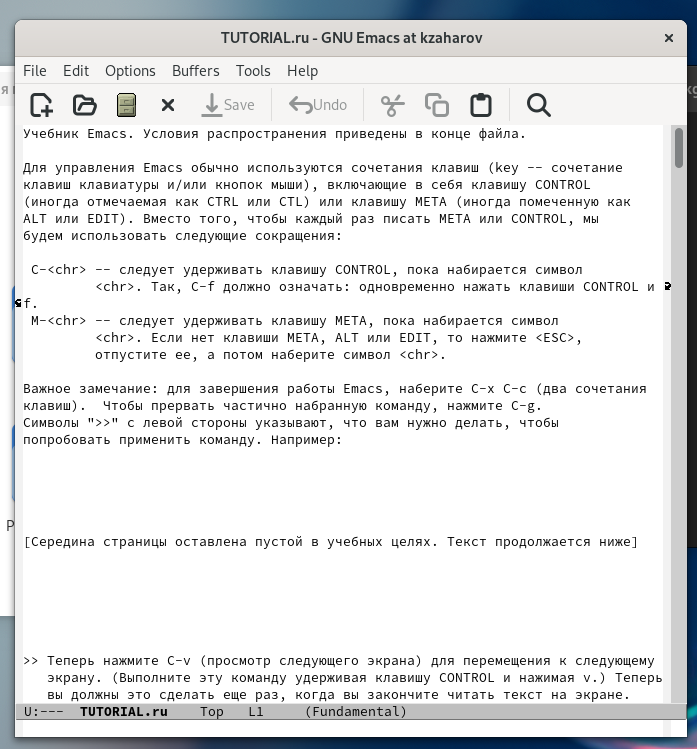 TUTORIAL.ru - GNU Emacs at kzaharov
File Edit Options Buffers Tools Help
Save Undo
Учебник Emacs. Условия распространения приведены в конце файла.
Для управления Emacs обычно используются сочетания клавиш (key -- сочетание
клавиш клавиатуры и/или кнопок мыши), включающие в себя клавишу CONTROL
(иногда отмечаемая как CTRL или CTL) или клавишу META (иногда помеченную как
ALT или EDIT). Вместо того, чтобы каждый раз писать META или CONTROL, мы
будем использовать следующие сокращения:
C-<chr> -- следует удерживать клавишу CONTROL, пока набирается символ
<chr>. Так, C-f должно означать: одновременно нажать клавиши CONTROL и
f.
M-<chr> -- следует удерживать клавишу META, пока набирается символ
<chr>. Если нет клавиши META, ALT или EDIT, то нажмите <ESC>,
отпустите ее, а потом наберите символ <chr>.
Важное замечание: для завершения работы Emacs, наберите C-x C-c (два сочетания
клавиш).  Чтобы прервать частично набранную команду, нажмите C-g.
Символы ">>" с левой стороны указывают, что вам нужно делать, чтобы
попробовать применить команду. Например:
[Середина страницы оставлена пустой в учебных целях. Текст продолжается ниже]
>> Теперь нажмите C-v (просмотр следующего экрана) для перемещения к следующему
экрану. (Выполните эту команду удерживая клавишу CONTROL и нажимая v.) Теперь
вы должны это сделать еще раз, когда вы закончите читать текст на экране.
U:--- TUTORIAL.ru Top L1 (Fundamental)